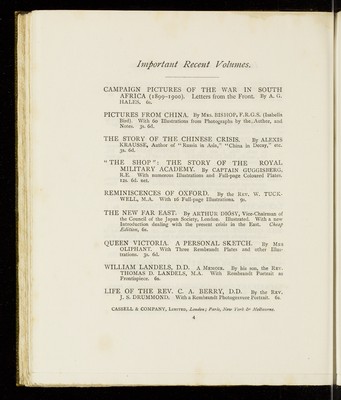 Important Recent Volumes.
CAMPAIGN PICTURES OF THE WAR IN SOUTH
AFRICA (1899-1900). Letters from the Front. By A. G.
HALES. 6s.
PICTURES FROM CHINA. By Mrs. BISHOP, F.R.G.S. (Isabella
Bird). With 60 Illustrations from Photographs by the Author, and
Notes. 3s. 6d.
THE STORY OF THE CHINESE CRISIS. By ALEXIS
KRAUSSE, Author of "Russia in Asia," "China in Decay," etc.
3s. 6d.
"THE SHOP": THE STORY OF THE ROYAL
MILITARY ACADEMY. By CAPTAIN GUGGISBERG,
R.E. With numerous Illustrations and Full-page Coloured Plates.
12s. 6d. net.
REMINISCENCES OF OXFORD. By the Rev. W. TUCK-
WELL, M.A. With 16 Full-page Illustrations. 9s.
THE NEW FAR EAST. By ARTHUR DIÓSY, Vice-Chairman of
the Council of the Japan Society, London. Illustrated. With a new
Introduction dealing with the present crisis in the East. Cheap
Edition, 6s.
QUEEN VICTORIA. A PERSONAL SKETCH. By Mrs
OLIPHANT. With Three Rembrandt Plates and other Illus-
trations. 3s. 6d.
WILLIAM LANDELS, D.D. A Memoir. By his son, the Rev.
THOMAS D. LANDELS, M.A. With Rembrandt Portrait as
Frontispiece. 6s.
LIFE OF THE REV. C. A. BERRY, D.D. By the Rev.
J. S. DRUMMOND. With a Rembrandt Photogravure Portrait. 6s.
CASSELL & COMPANY, Limited, London; Paris, New York & Melbourne.
4